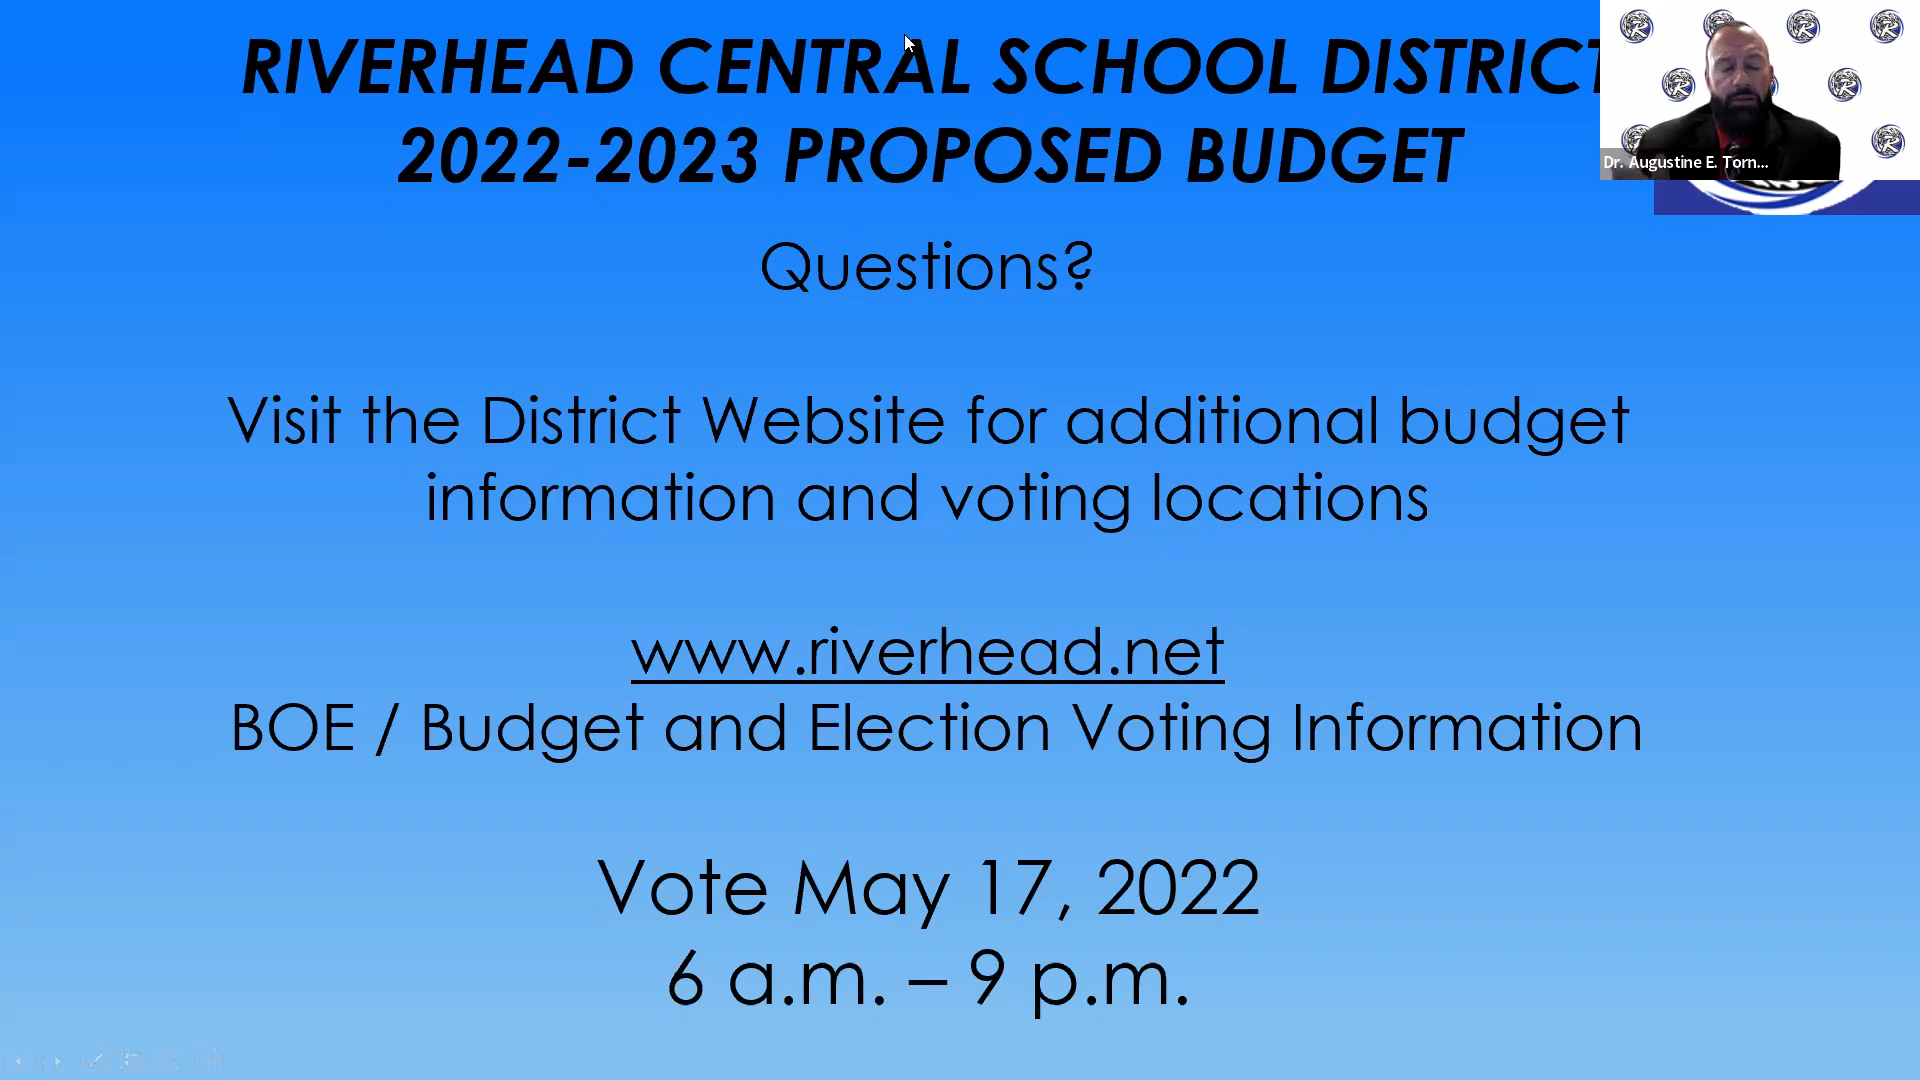 RIVERHEAD CENTRAL SCHOOL DISTRICT
2022-2023 PROPOSED BUDGET
Dr. Augustine E. Torn...
Questions?
Visit the District Website for additional budget
information and voting locations
www.riverhead.net
BOE / Budget and Election Voting Information
Vote May 17, 2022
6 a.m. – 9 p.m.